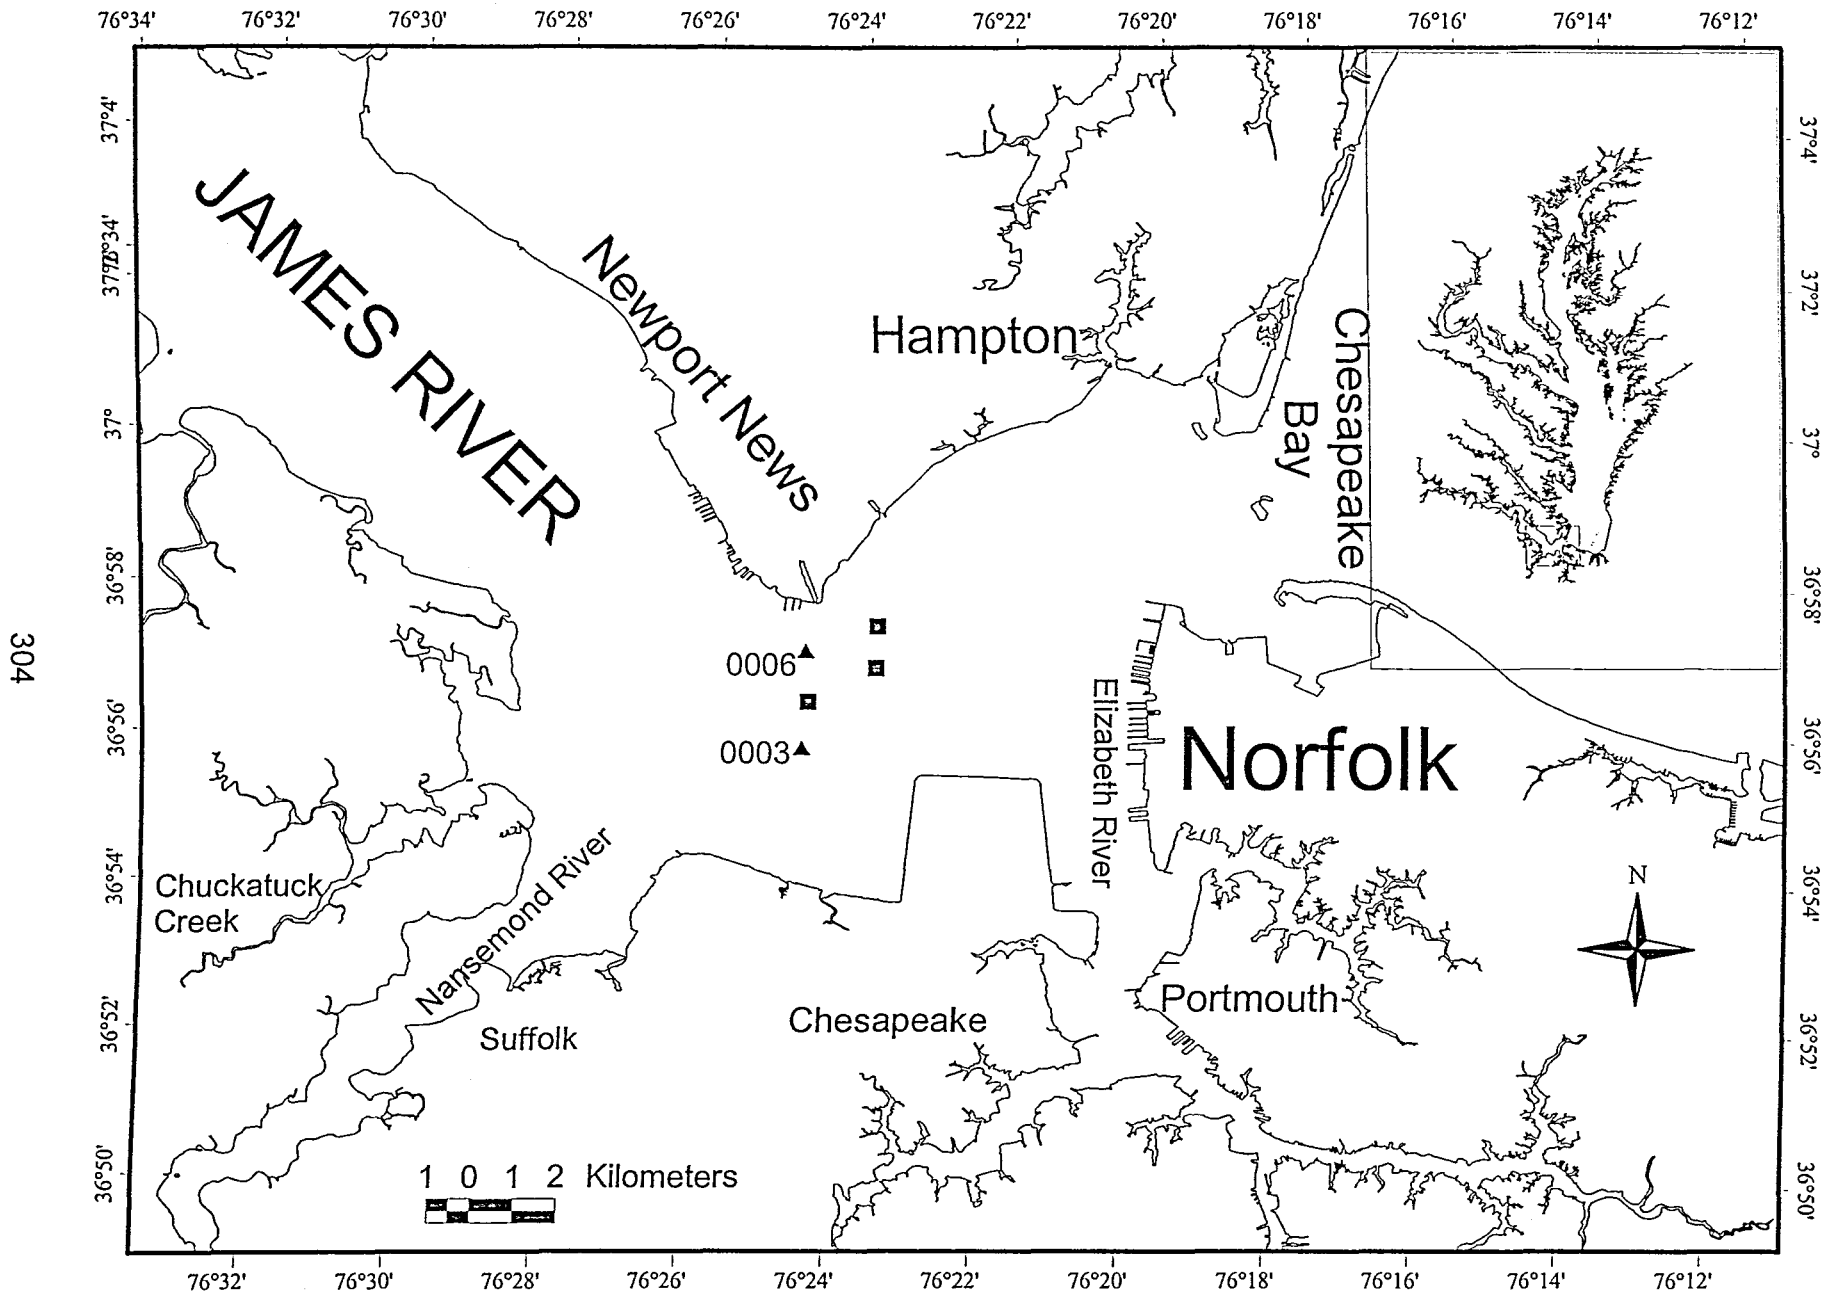 76°34' 76°32' 76°30' 76°28' 76°26' 76°24' 76°22' 76°20' 76°18' 76°16' 76°14' 76°12'
37°4'
37°4'
JAMES RIVER
Newport News
Hampton
Chesapeake
Bay
76°34'
37°2'
37°2'
37°
37°
36°58'
36°58'
304
0006
0003
Elizabeth River
Norfolk
36°56'
36°56'
36°54'
36°54'
Chuckatuck
Creek
Nansemond River
N
Suffolk
Chesapeake
Portmouth
36°52'
36°52'
36°50'
36°50'
1 0 1 2 Kilometers
76°32' 76°30' 76°28' 76°26' 76°24' 76°22' 76°20' 76°18' 76°16' 76°14' 76°12'